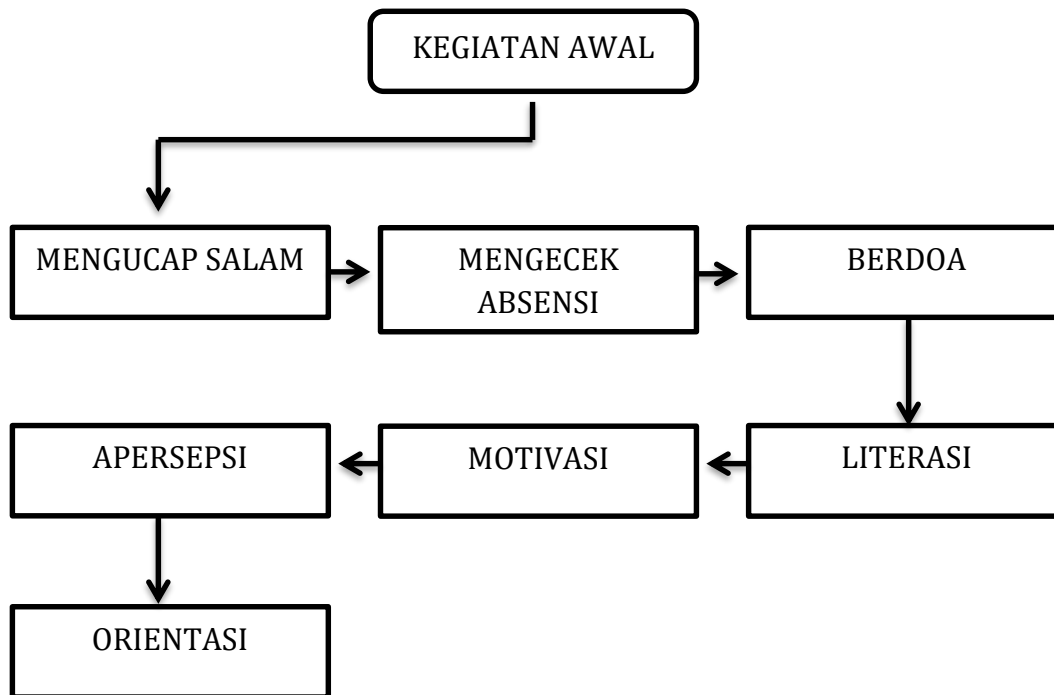 KEGIATAN AWAL
MENGUCAP SALAM
MENGECEK
ABSENSI
BERDOA
LITERASI
MOTIVASI
APERSEPSI
ORIENTASI